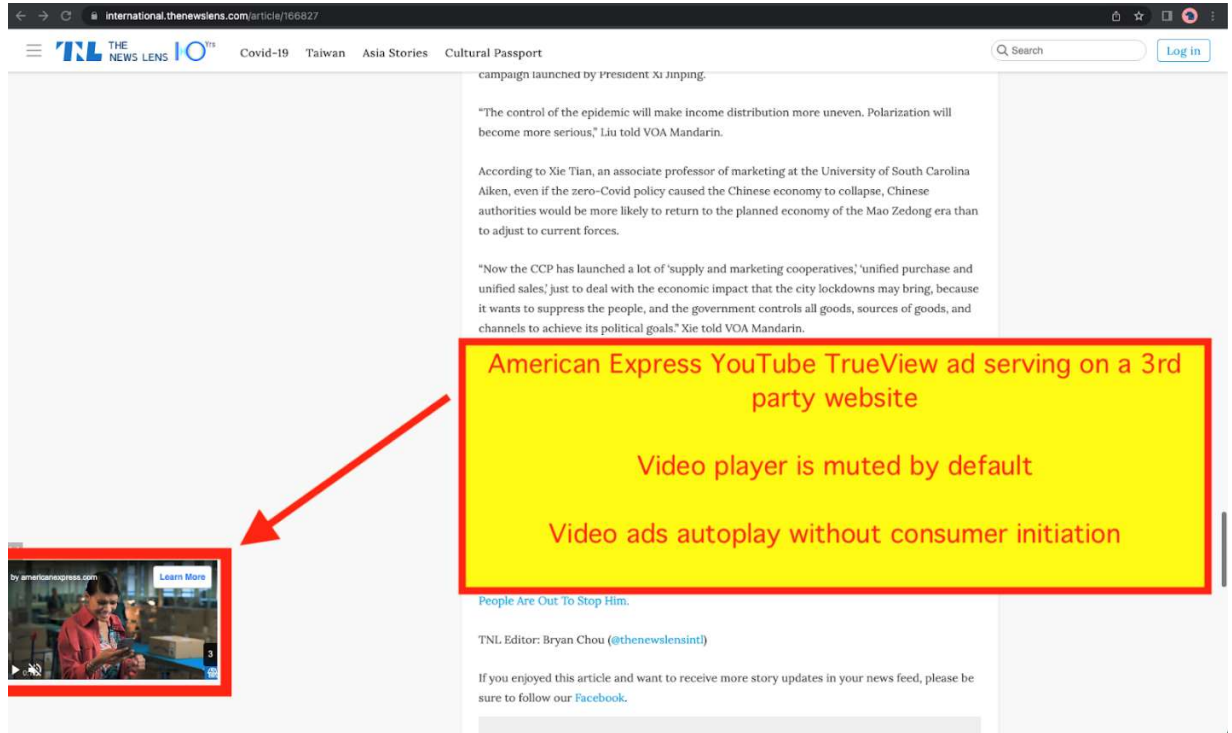 international.thenewslens.com/article/166827
THE
NEWS LENS
Yrs
Covid-19 Taiwan Asia Stories Cultural Passport
Search
Log in
campaign launched by President Xi Jinping.
“The control of the epidemic will make income distribution more uneven. Polarization will
become more serious,” Liu told VOA Mandarin.
According to Xie Tian, an associate professor of marketing at the University of South Carolina
Aiken, even if the zero-Covid policy caused the Chinese economy to collapse, Chinese
authorities would be more likely to return to the planned economy of the Mao Zedong era than
to adjust to current forces.
“Now the CCP has launched a lot of ‘supply and marketing cooperatives,’ ‘unified purchase and
unified sales,’ just to deal with the economic impact that the city lockdowns may bring, because
it wants to suppress the people, and the government controls all goods, sources of goods, and
channels to achieve its political goals.” Xie told VOA Mandarin.
American Express YouTube TrueView ad serving on a 3rd
party website
Video player is muted by default
Video ads autoplay without consumer initiation
by americanexpress.com
Learn More
3
People Are Out To Stop Him.
TNL Editor: Bryan Chou (@thenewslensintl)
If you enjoyed this article and want to receive more story updates in your news feed, please be
sure to follow our Facebook.